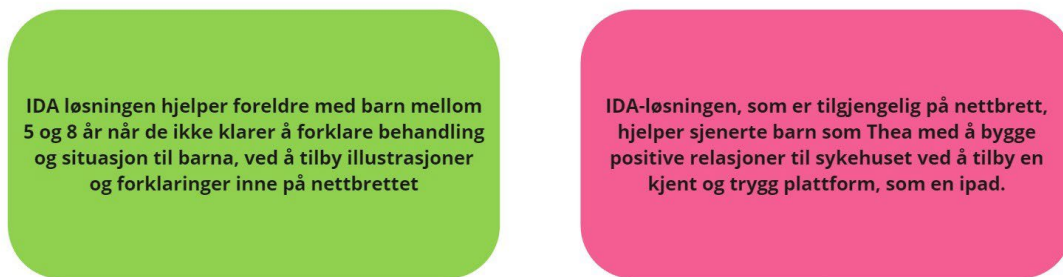 IDA løsningen hjelper foreldre med barn mellom
5 og 8 år når de ikke klarer å forklare behandling
og situasjon til barna, ved å tilby illustrasjoner
og forklaringer inne på nettbrettet
IDA-løsningen, som er tilgjengelig på nettbrett,
hjelper sjenerte barn som Thea med å bygge
positive relasjoner til sykehuset ved å tilby en
kjent og trygg plattform, som en ipad.